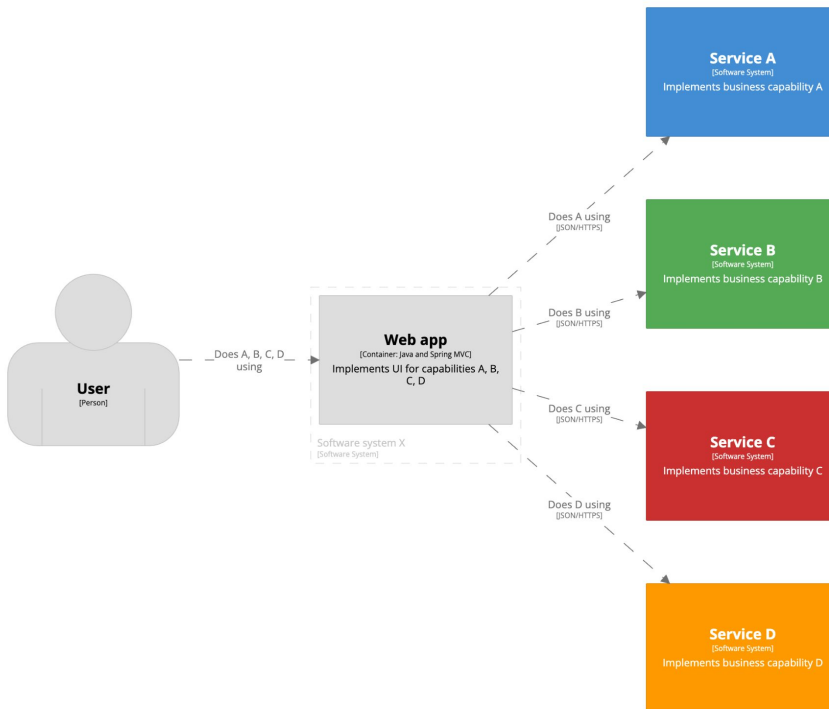 Service A
[Software System]
Implements business capability A
Does A using
[JSON/HTTPS]
Service B
[Software System]
Implements business capability B
Does B using
[JSON/HTTPS]
Web app
[Container: Java and Spring MVC]
Implements UI for capabilities A, B,
C, D
Does A, B, C, D
using
User
[Person]
Does C using
[JSON/HTTPS]
Software system X
[Software System]
Service C
[Software System]
Implements business capability C
Does D using
[JSON/HTTPS]
Service D
[Software System]
Implements business capability D